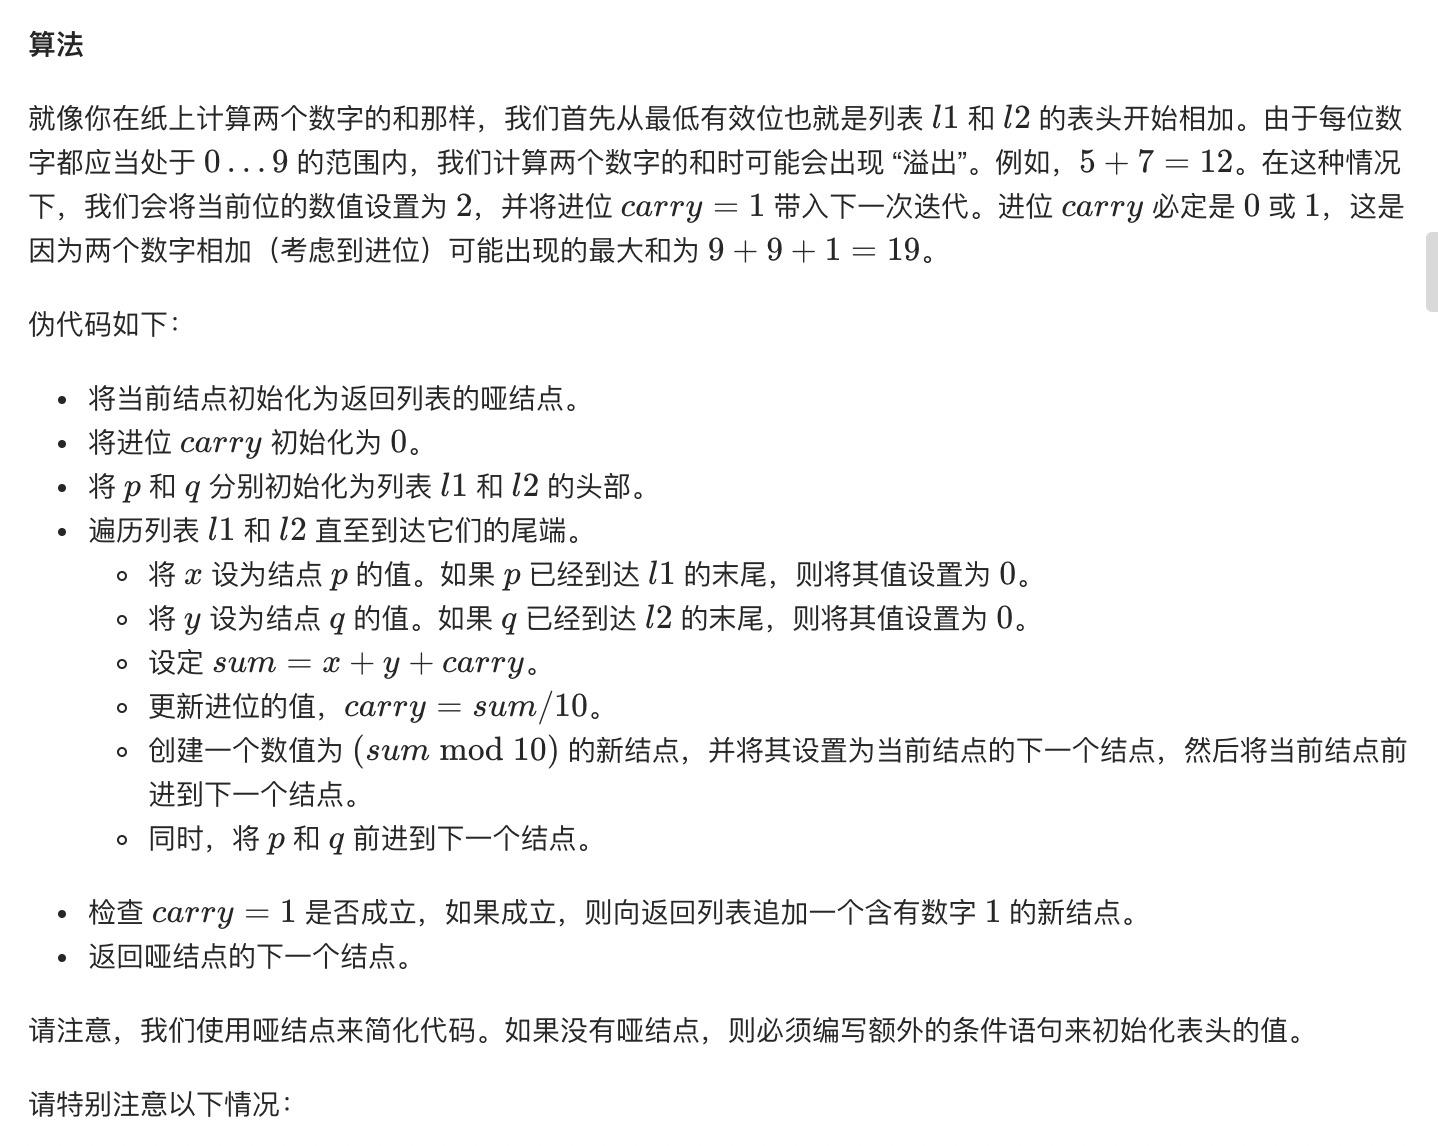 算法
就像你在纸上计算两个数字的和那样，我们首先从最低有效位也就是列表 l1 和 l2 的表头开始相加。由于每位数
字都应当处于 0…9 的范围内，我们计算两个数字的和时可能会出现 “溢出”。例如，5 + 7 = 12。在这种情况
下，我们会将当前位的数值设置为 2，并将进位 carry = 1 带入下一次迭代。进位 carry 必定是 0 或 1，这是
因为两个数字相加（考虑到进位）可能出现的最大和为 9 + 9 + 1 = 19。
伪代码如下：
• 将当前结点初始化为返回列表的哑结点。
• 将进位 carry 初始化为 0。
• 将 p 和 q 分别初始化为列表 l1 和 l2 的头部。
• 遍历列表 l1 和 l2 直至到达它们的尾端。
◦ 将 x 设为结点 p 的值。如果 p 已经到达 l1 的末尾，则将其值设置为 0。
◦ 将 y 设为结点 q 的值。如果 q 已经到达 l2 的末尾，则将其值设置为 0。
◦ 设定 sum = x + y + carry。
◦ 更新进位的值，carry = sum/10。
◦ 创建一个数值为 (sum mod 10) 的新结点，并将其设置为当前结点的下一个结点，然后将当前结点前
进到下一个结点。
◦ 同时，将 p 和 q 前进到下一个结点。
• 检查 carry = 1 是否成立，如果成立，则向返回列表追加一个含有数字 1 的新结点。
• 返回哑结点的下一个结点。
请注意，我们使用哑结点来简化代码。如果没有哑结点，则必须编写额外的条件语句来初始化表头的值。
请特别注意以下情况：